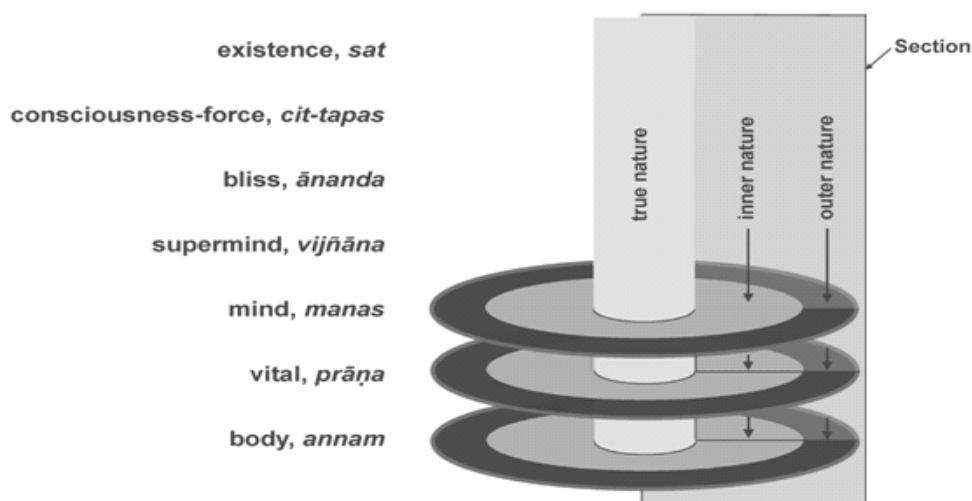 existence, sat
Section
consciousness-force, cit-tapas
bliss, ānanda
true nature
inner nature
outer nature
supermind, vijñāna
mind, manas
vital, prāṇa
body, annam